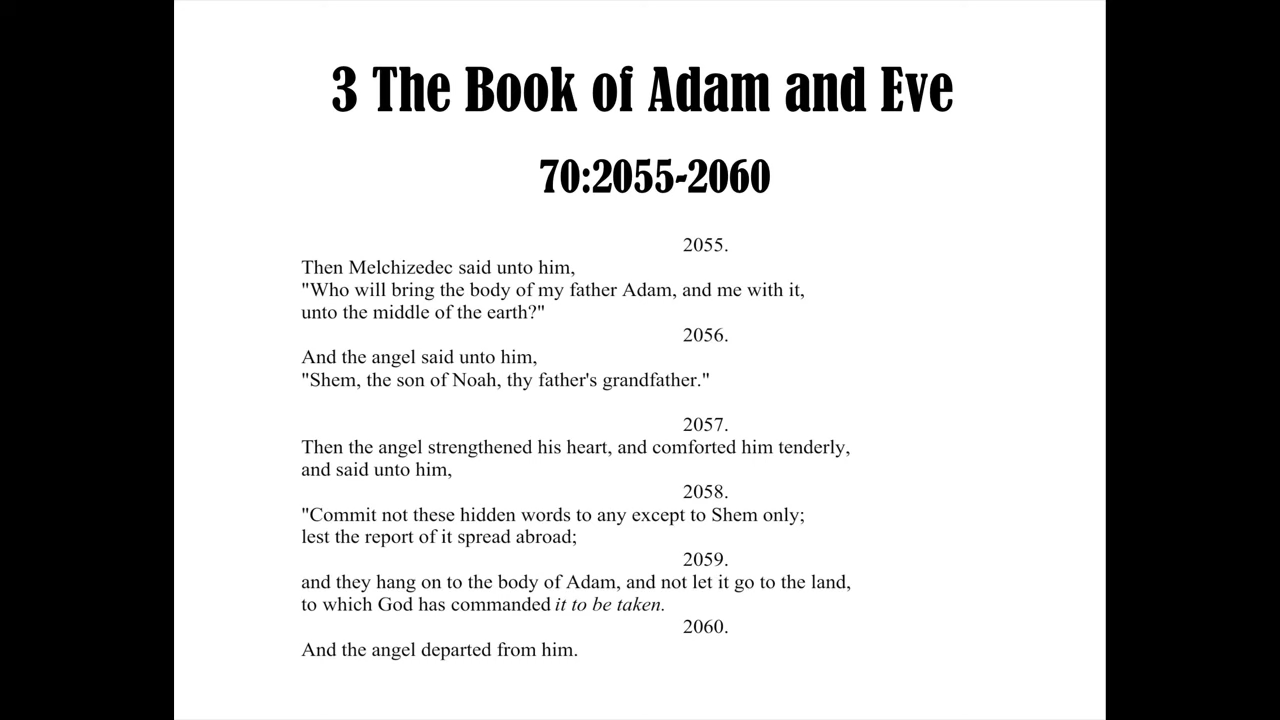 3 The Book of Adam and Eve
70:2055-2060
2055.
Then Melchizedec said unto him,
"Who will bring the body of my father Adam, and me with it,
unto the middle of the earth?"
2056.
And the angel said unto him,
"Shem, the son of Noah, thy father's grandfather."
2057.
Then the angel strengthened his heart, and comforted him tenderly,
and said unto him,
2058.
"Commit not these hidden words to any except to Shem only;
lest the report of it spread abroad;
2059.
and they hang on to the body of Adam, and not let it go to the land,
to which God has commanded it to be taken.
2060.
And the angel departed from him.